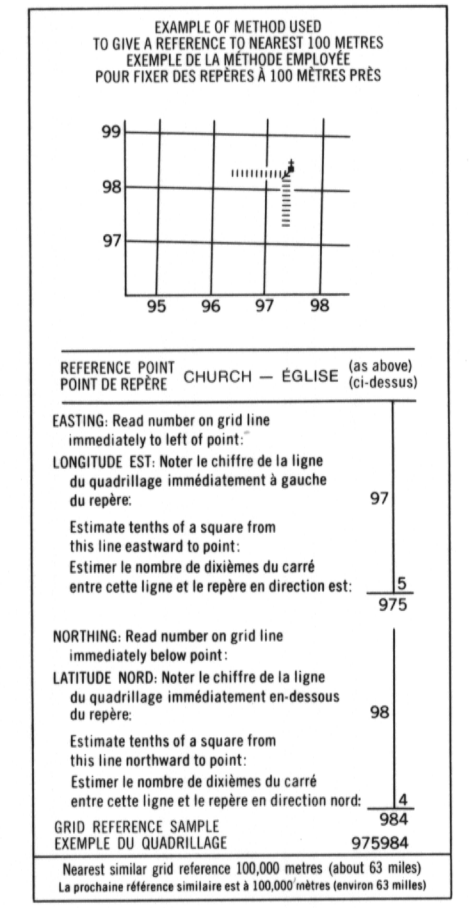 EXAMPLE OF METHOD USED
TO GIVE A REFERENCE TO NEAREST 100 METRES
EXEMPLE DE LA MÉTHODE EMPLOYÉE
POUR FIXER DES REPÈRES À 100 MÈTRES PRÈS
99
98
97
95 96 97 98
REFERENCE POINT
POINT DE REPÈRE
CHURCH — ÉGLISE
(as above)
(ci-dessus)
EASTING: Read number on grid line
immediately to left of point:
LONGITUDE EST: Noter le chiffre de la ligne
du quadrillage immédiatement à gauche
du repère: 97
Estimate tenths of a square from
this line eastward to point:
Estimer le nombre de dixièmes du carré
entre cette ligne et le repère en direction est: 5
975
NORTHING: Read number on grid line
immediately below point:
LATITUDE NORD: Noter le chiffre de la ligne
du quadrillage immédiatement en-dessous
du repère: 98
Estimate tenths of a square from
this line northward to point:
Estimer le nombre de dixièmes du carré
entre cette ligne et le repère en direction nord: 4
984
GRID REFERENCE SAMPLE
EXEMPLE DU QUADRILLAGE 975984
Nearest similar grid reference 100,000 metres (about 63 miles)
La prochaine référence similaire est à 100,000 mètres (environ 63 milles)